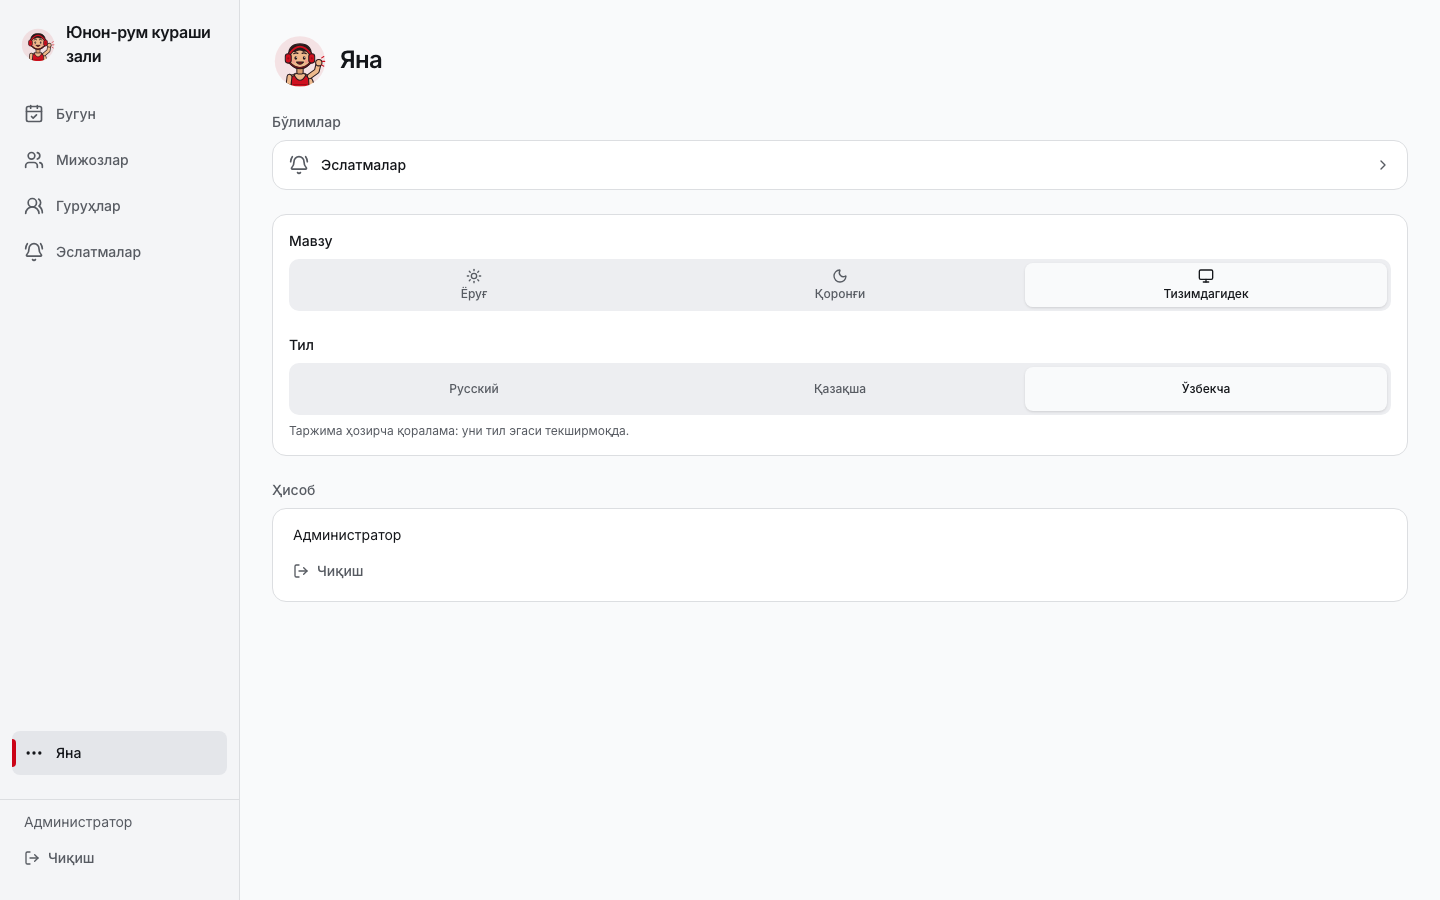 Юнон-рум кураши
зали
Бугун
Мижозлар
Гуруҳлар
Эслатмалар
Яна
Администратор
Чиқиш
Яна
Бўлимлар
Эслатмалар
Мавзу
Ёруғ
Қоронғи
Тизимдагидек
Тил
Русский
Қазақша
Ўзбекча
Таржима ҳозирча қоралама: уни тил эгаси текширмоқда.
Ҳисоб
Администратор
Чиқиш